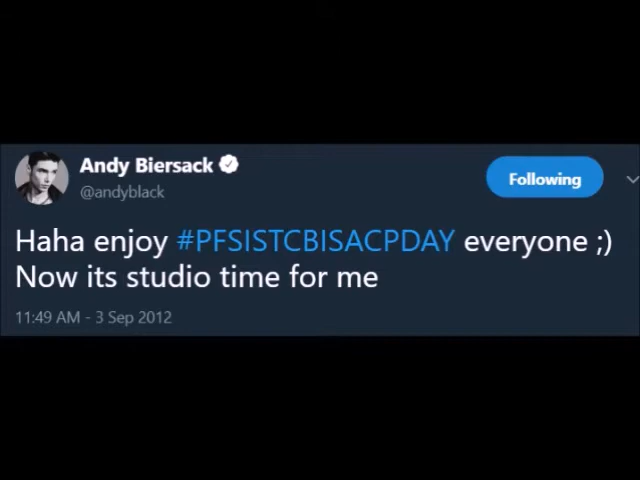 Andy Biersack
@andyblack
Following
Haha enjoy #PFSISTCBISACPDAY everyone ;)
Now its studio time for me
11:49 AM - 3 Sep 2012